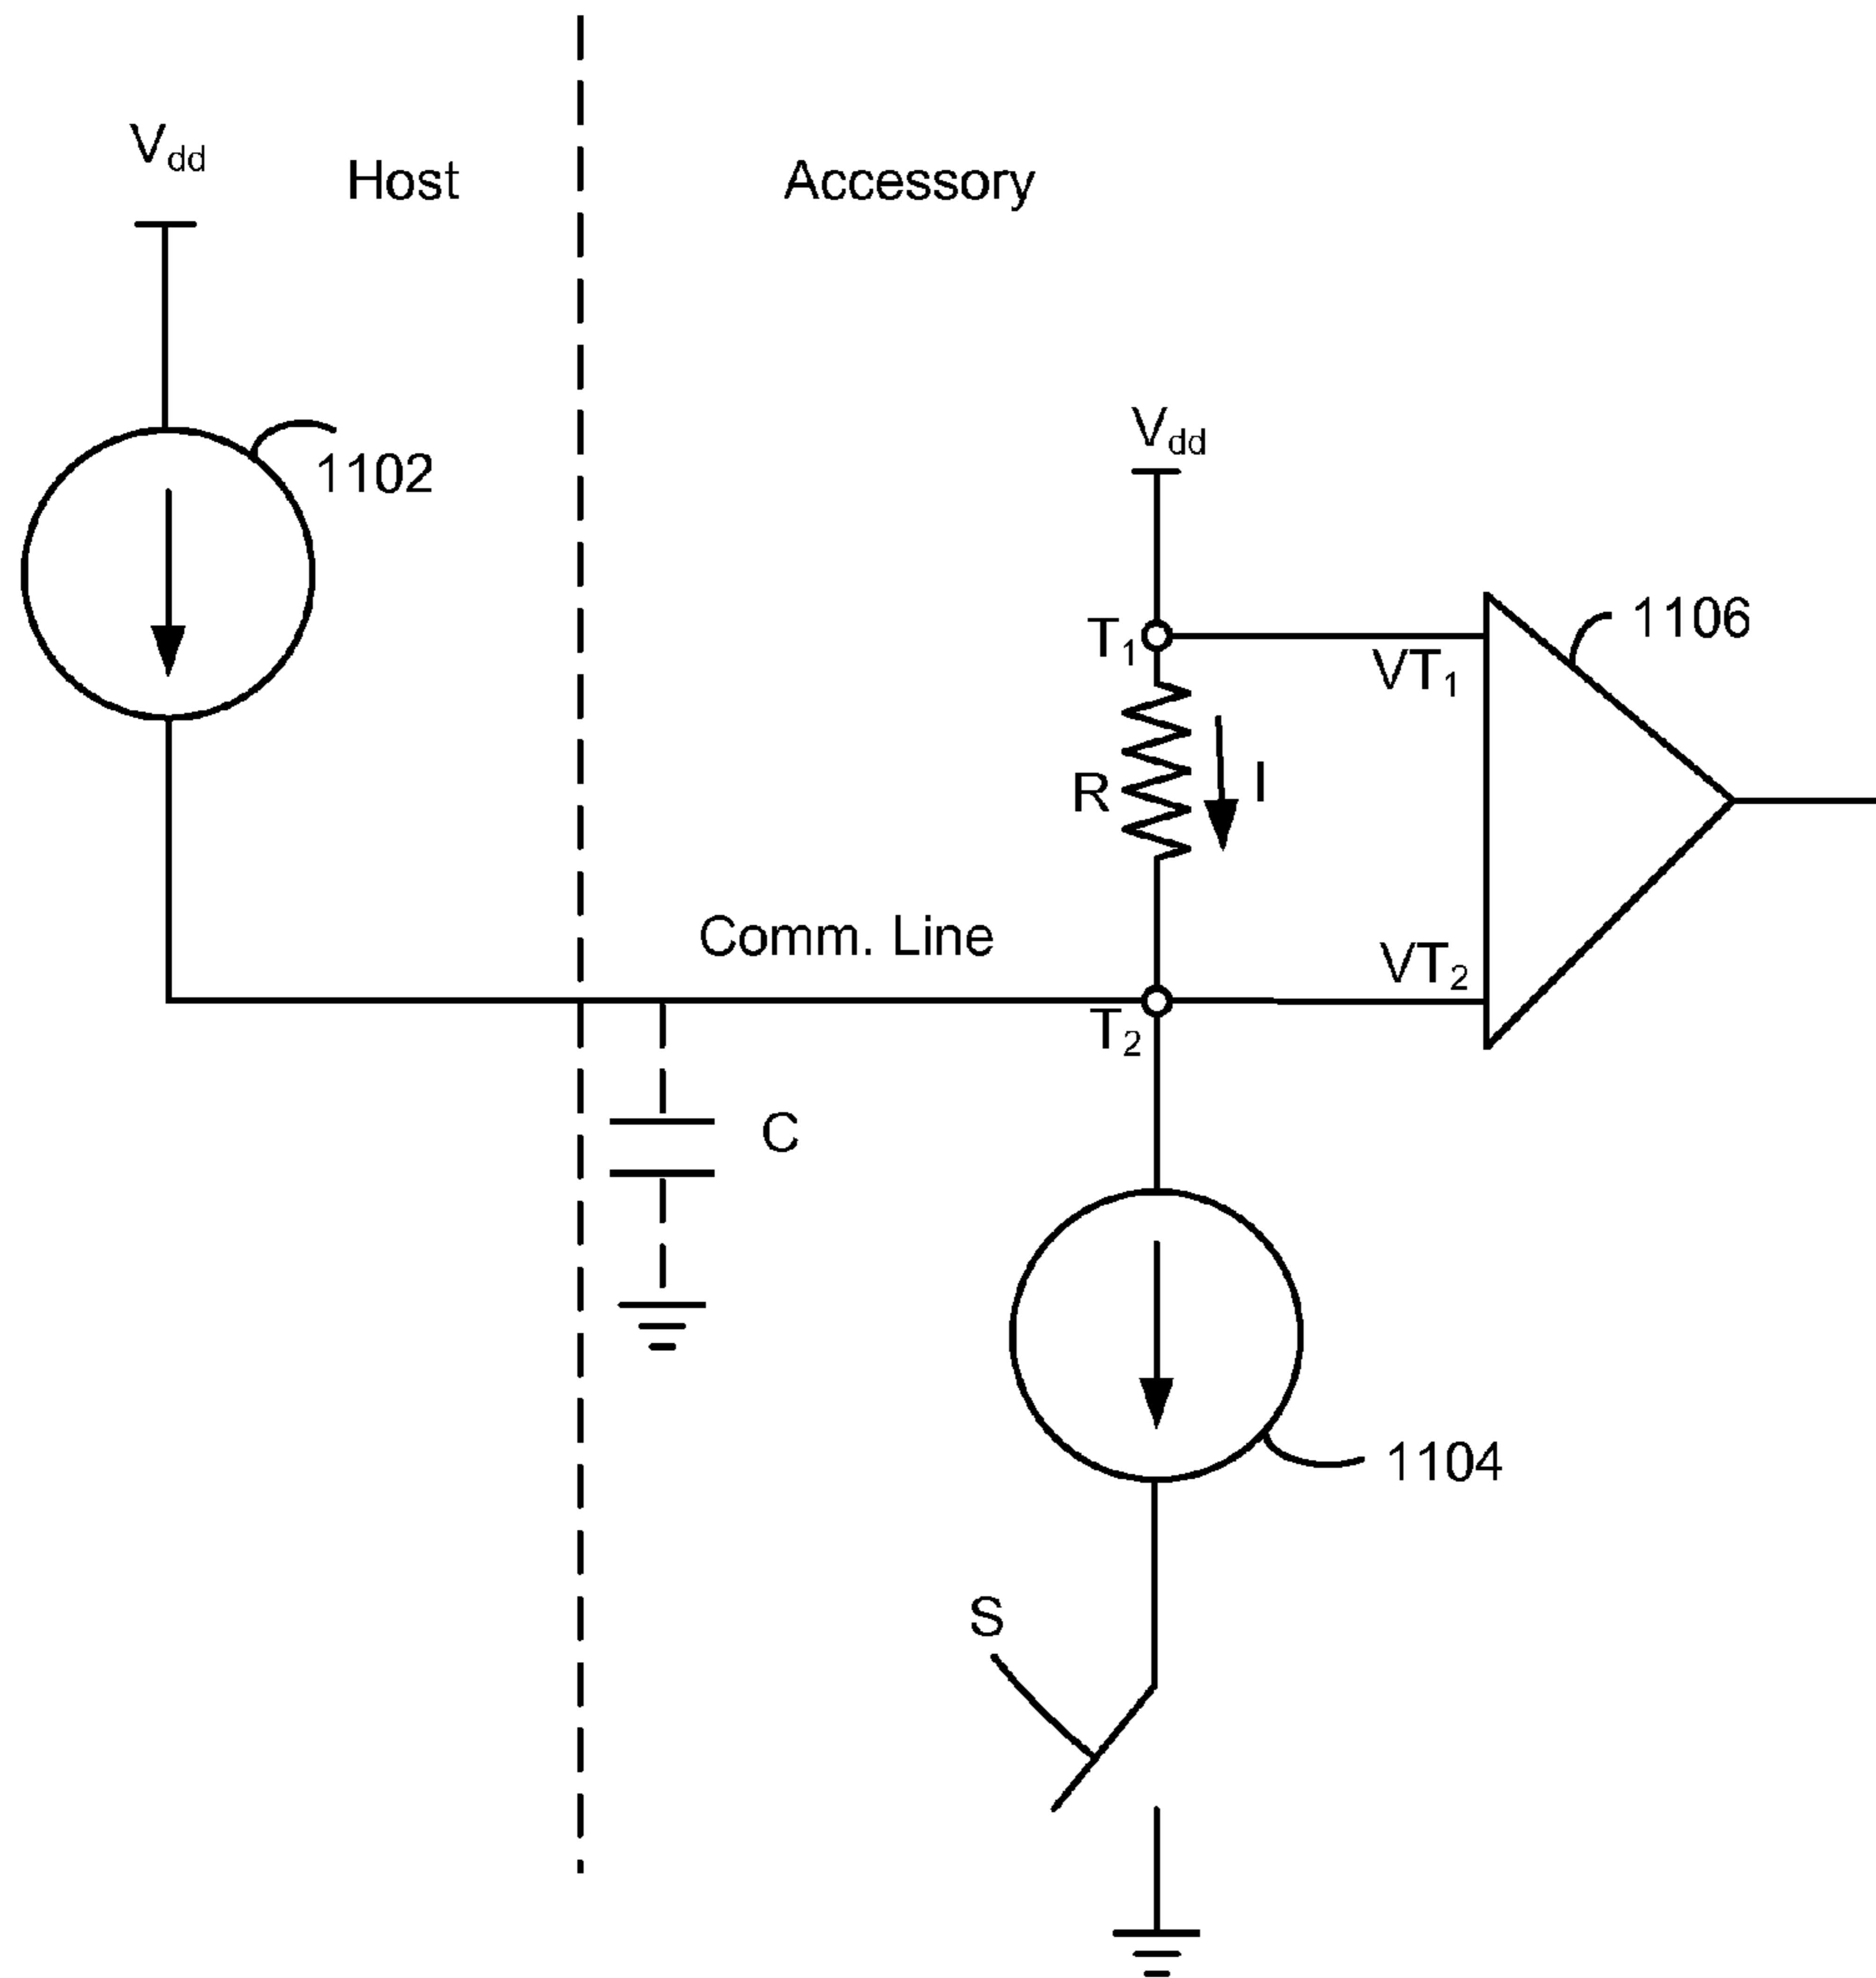 Vdd
Host
Accessory
Vdd
1102
1106
T1
VT1
R
I
Comm. Line
VT2
T2
C
1104
S